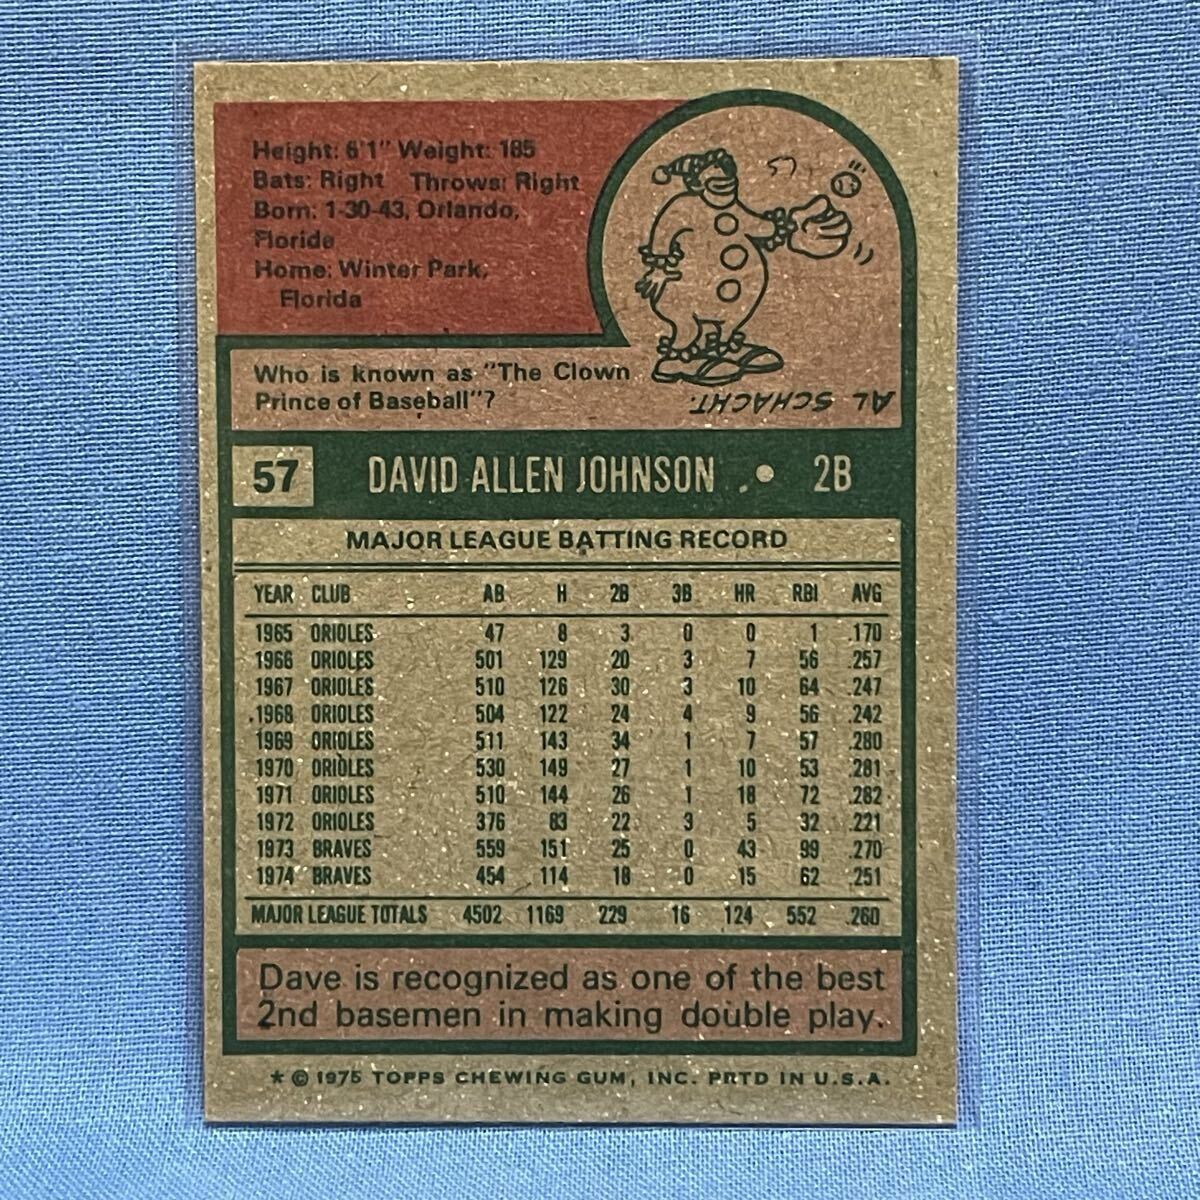 Height: 6'1" Weight: 185
Bats: Right Throws: Right
Born: 1-30-43, Orlando,
Florida
Home: Winter Park,
Florida
57
Who is known as "The Clown
Prince of Baseball"?
AL SCHACHT.
57 DAVID ALLEN JOHNSON • 2B
MAJOR LEAGUE BATTING RECORD
YEAR CLUB AB H 2B 3B HR RBI AVG
1965 ORIOLES 47 8 3 0 0 1 .170
1966 ORIOLES 501 129 20 3 7 56 .257
1967 ORIOLES 510 126 30 3 10 64 .247
1968 ORIOLES 504 122 24 4 9 56 .242
1969 ORIOLES 511 143 34 1 7 57 .280
1970 ORIOLES 530 149 27 1 10 53 .281
1971 ORIOLES 510 144 26 1 18 72 .282
1972 ORIOLES 376 83 22 3 5 32 .221
1973 BRAVES 559 151 25 0 43 99 .270
1974 BRAVES 454 114 18 0 15 62 .251
MAJOR LEAGUE TOTALS 4502 1169 229 16 124 552 .260
Dave is recognized as one of the best
2nd basemen in making double play.
* © 1975 TOPPS CHEWING GUM, INC. PRTD IN U.S.A.